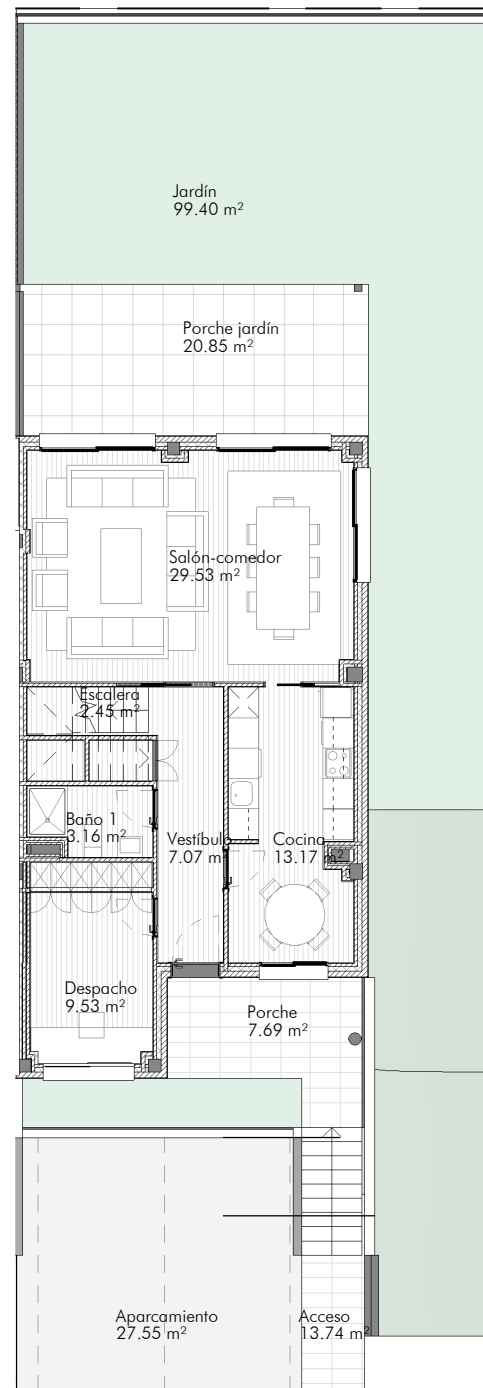 Jardín
99.40 m²
Porche jardín
20.85 m²
Salón-comedor
29.53 m²
Escalera
2.45 m²
Baño 1
3.16 m²
Vestíbulo
7.07 m²
Cocina
13.17 m²
Despacho
9.53 m²
Porche
7.69 m²
Aparcamiento
27.55 m²
Acceso
13.74 m²